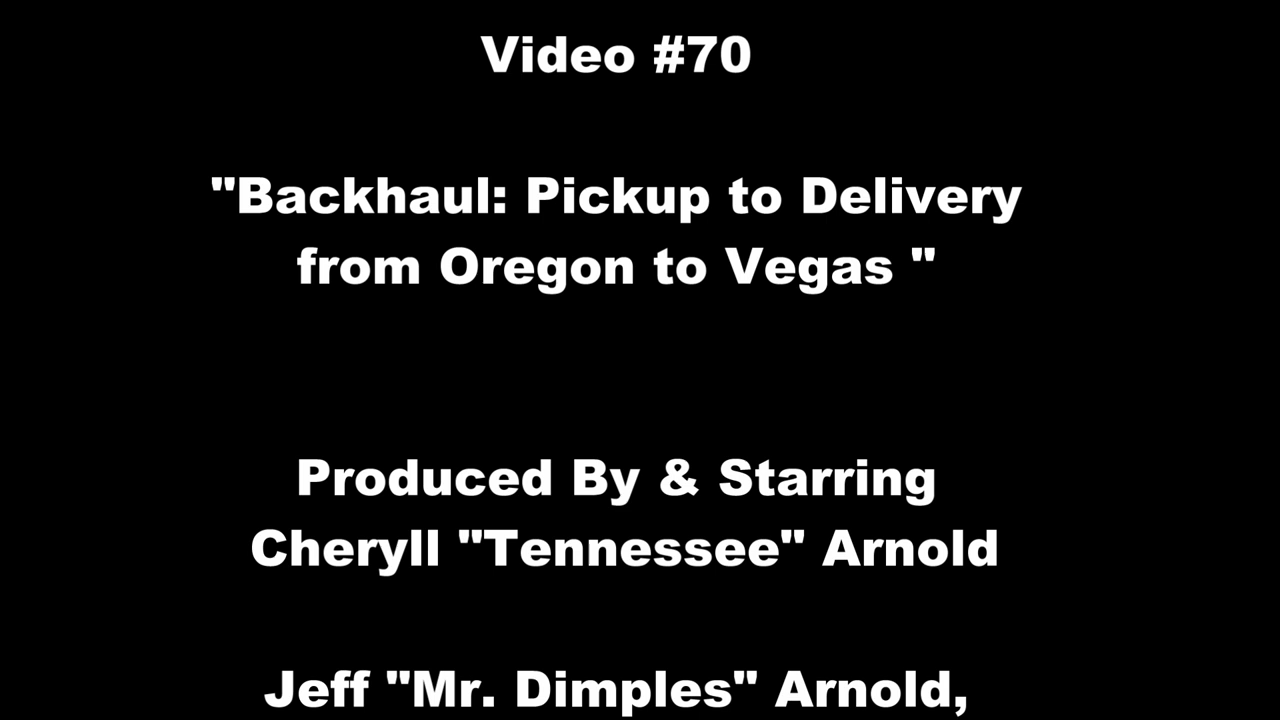 Video #70
"Backhaul: Pickup to Delivery
from Oregon to Vegas "
Produced By & Starring
Cheryll "Tennessee" Arnold
Jeff "Mr. Dimples" Arnold,